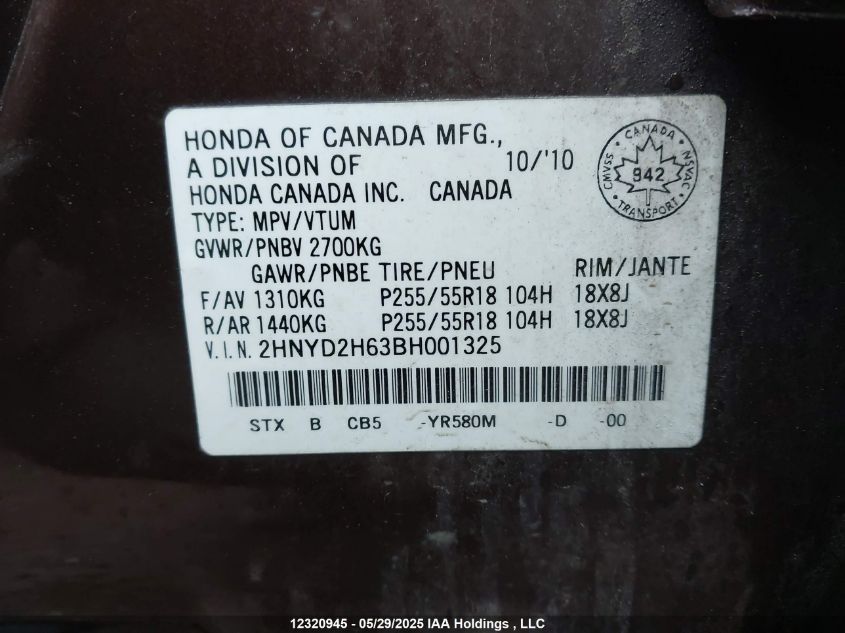 HONDA OF CANADA MFG.,
A DIVISION OF 10/'10
HONDA CANADA INC. CANADA
TYPE: MPV/VTUM
GVWR/PNBV 2700KG
GAWR/PNBE TIRE/PNEU RIM/JANTE
F/AV 1310KG P255/55R18 104H 18X8J
R/AR 1440KG P255/55R18 104H 18X8J
V.I.N. 2HNYD2H63BH001325
STX B CB5 -YR580M -D -00
CANADA
CMVSS 942 NSVAC
TRANSPORT
12320945 - 05/29/2025 IAA Holdings , LLC